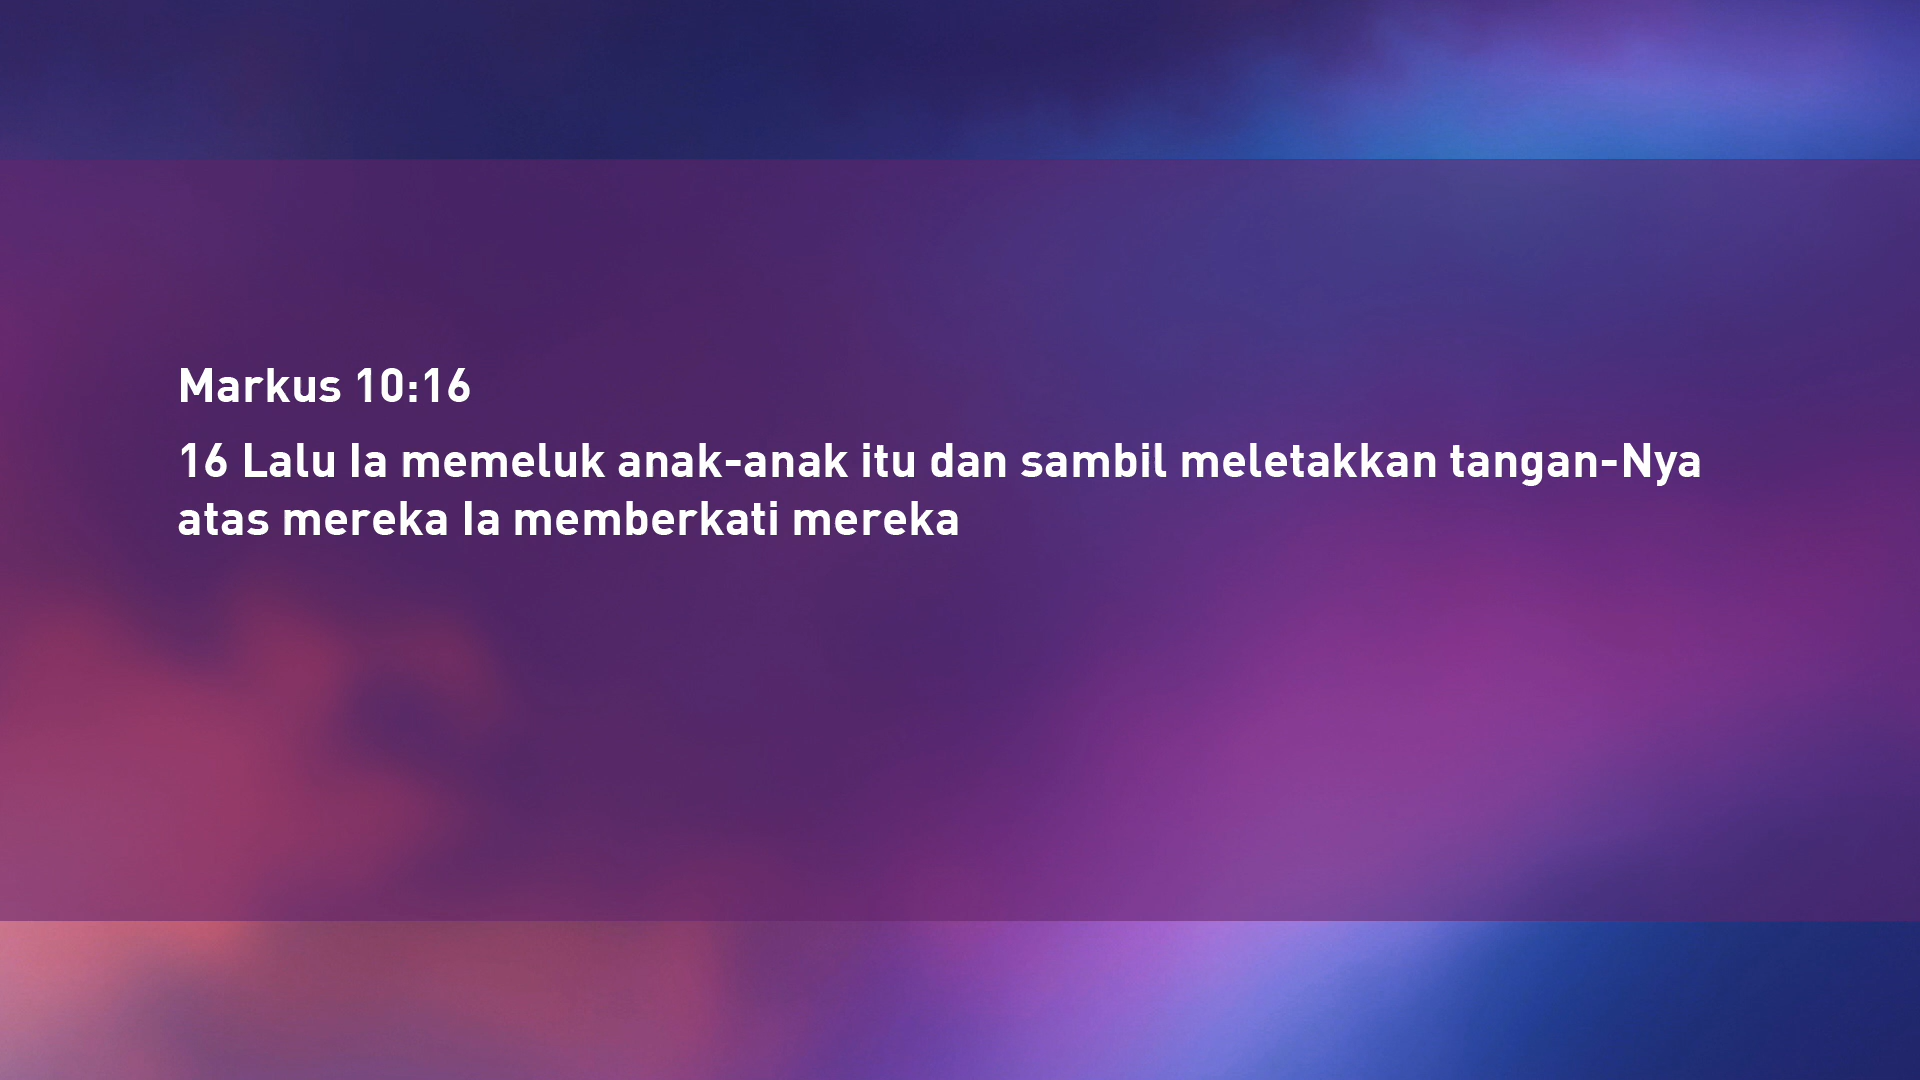 Markus 10:16
16 Lalu Ia memeluk anak-anak itu dan sambil meletakkan tangan-Nya
atas mereka Ia memberkati mereka